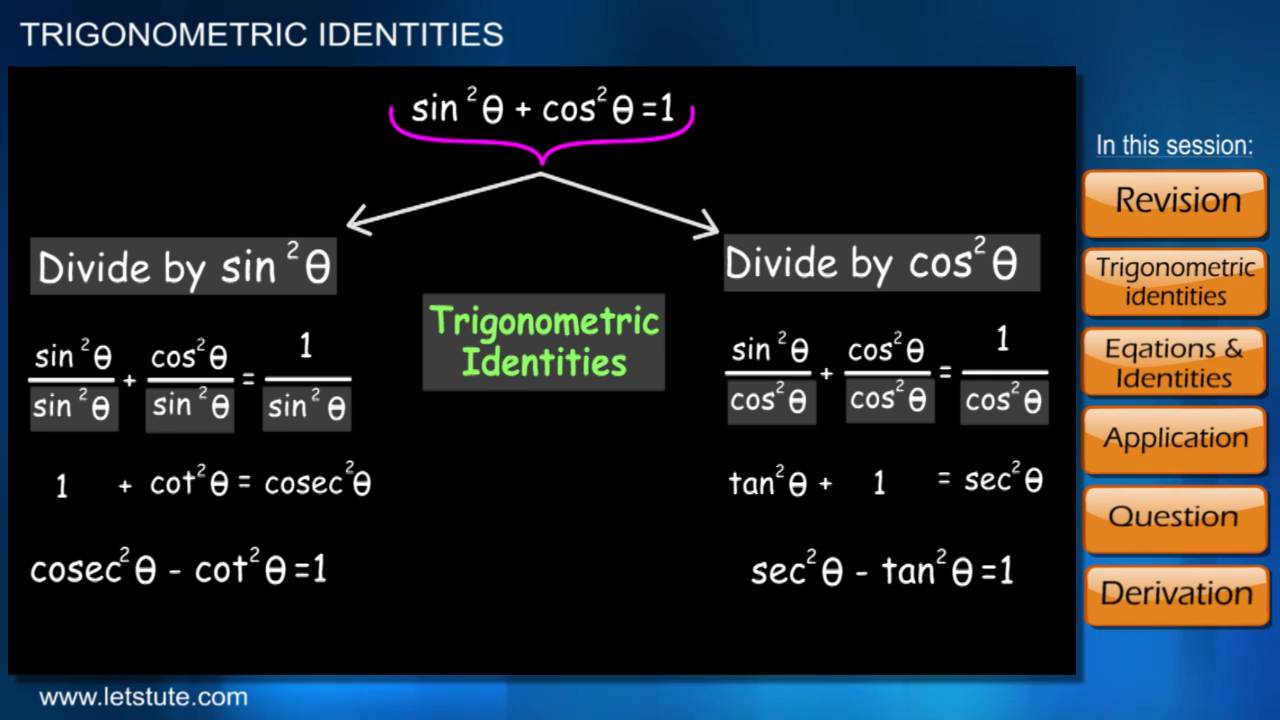 TRIGONOMETRIC IDENTITIES
sin²θ + cos²θ =1
Divide by sin²θ
sin²θ/sin²θ + cos²θ/sin²θ = 1/sin²θ
1 + cot²θ = cosec²θ
cosec²θ - cot²θ =1
Trigonometric
Identities
Divide by cos²θ
sin²θ/cos²θ + cos²θ/cos²θ = 1/cos²θ
tan²θ + 1 = sec²θ
sec²θ - tan²θ =1
In this session:
Revision
Trigonometric
identities
Eqations &
Identities
Application
Question
Derivation
www.letstute.com